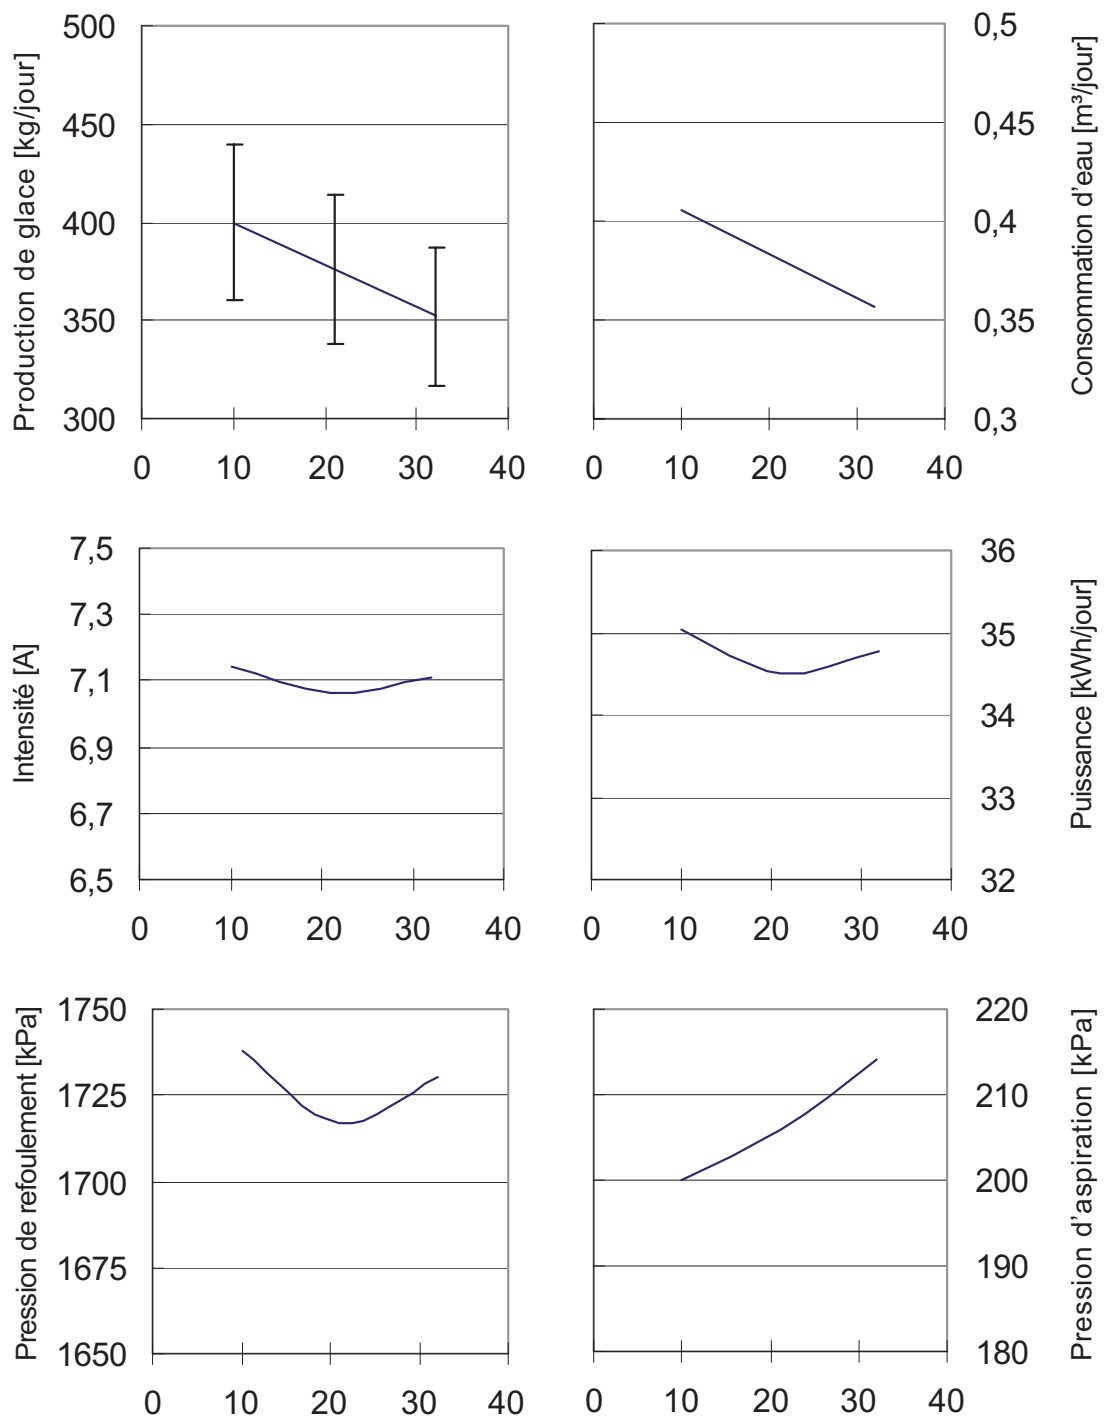 Production de glace [kg/jour]
500
450
400
350
300
0 10 20 30 40
0,5
0,45
0,4
0,35
0,3
Consommation d'eau [m³/jour]
0 10 20 30 40
Intensité [A]
7,5
7,3
7,1
6,9
6,7
6,5
0 10 20 30 40
36
35
34
33
32
Puissance [kWh/jour]
0 10 20 30 40
Pression de refoulement [kPa]
1750
1725
1700
1675
1650
0 10 20 30 40
220
210
200
190
180
Pression d'aspiration [kPa]
0 10 20 30 40